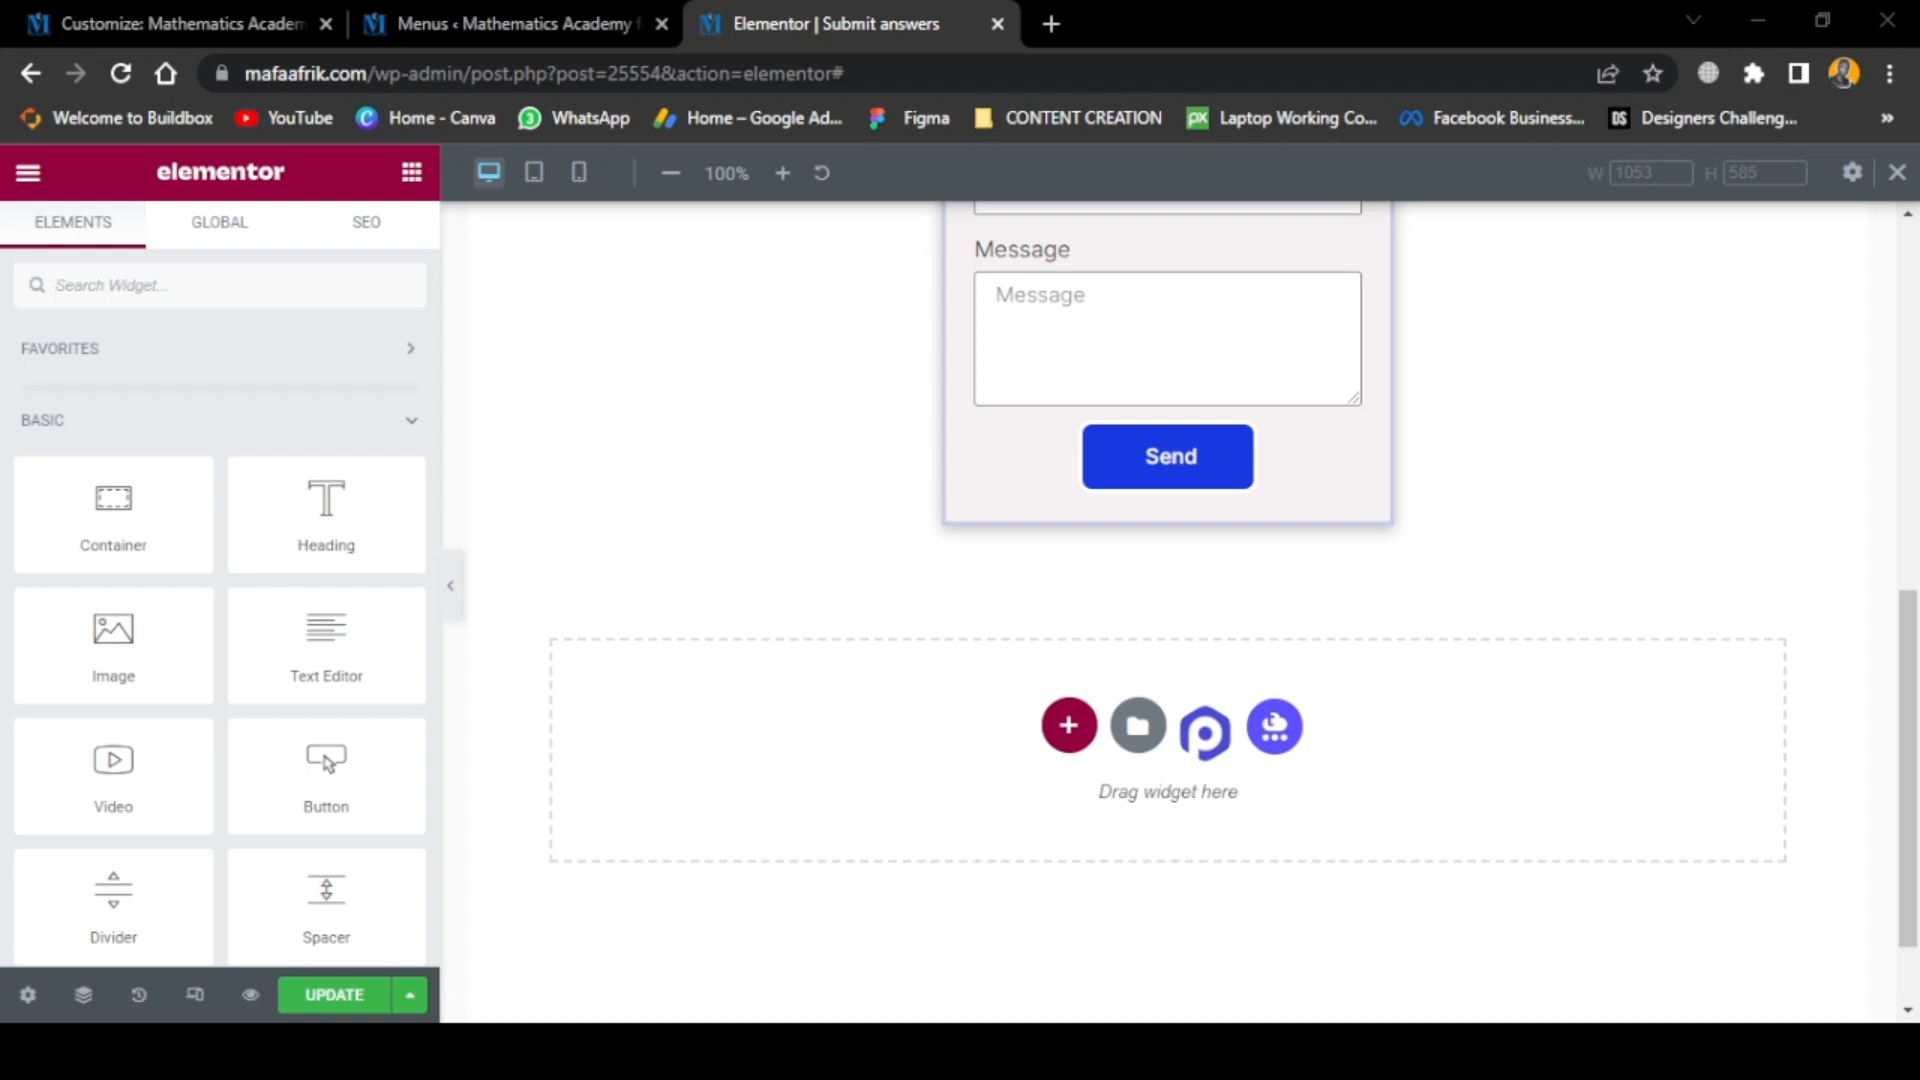 Customize: Mathematics Academ
Menus ‹ Mathematics Academy f
Elementor | Submit answers
mafaafrik.com/wp-admin/post.php?post=25554&action=elementor#
Welcome to Buildbox
YouTube
Home - Canva
3
WhatsApp
Home – Google Ad...
Figma
CONTENT CREATION
px
Laptop Working Co...
Facebook Business...
DS
Designers Challeng...
»
elementor
100%
W 1053
H 585
ELEMENTS
GLOBAL
SEO
Search Widget...
FAVORITES
BASIC
Container
Heading
Image
Text Editor
Video
Button
Divider
Spacer
UPDATE
Message
Message
Send
Drag widget here